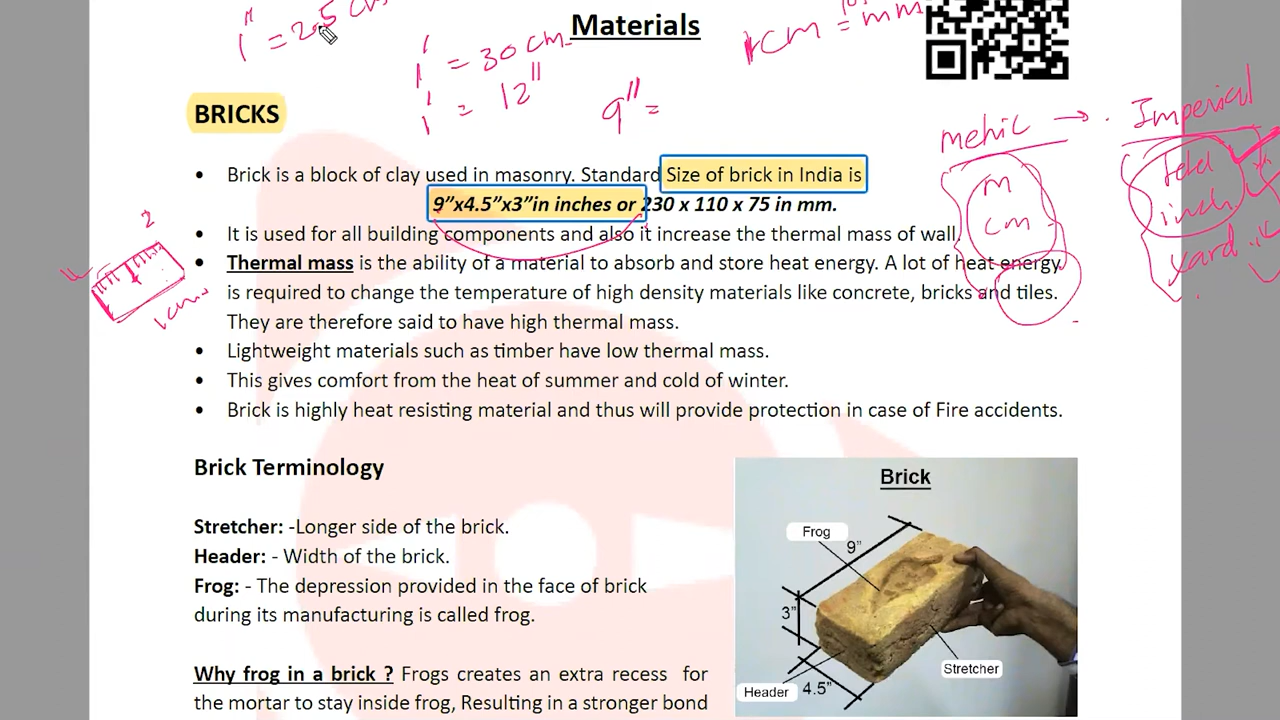 1" = 2.5 cm
Materials
1' = 30 cm
1' = 12"
9" =
1cm = 10mm
metric → Imperial
m
cm
inch
yard
2
1cm
BRICKS
• Brick is a block of clay used in masonry. Standard Size of brick in India is
9”x4.5”x3”in inches or 230 x 110 x 75 in mm.
• It is used for all building components and also it increase the thermal mass of wall.
• Thermal mass is the ability of a material to absorb and store heat energy. A lot of heat energy
is required to change the temperature of high density materials like concrete, bricks and tiles.
They are therefore said to have high thermal mass.
• Lightweight materials such as timber have low thermal mass.
• This gives comfort from the heat of summer and cold of winter.
• Brick is highly heat resisting material and thus will provide protection in case of Fire accidents.
Brick Terminology
Stretcher: -Longer side of the brick.
Header: - Width of the brick.
Frog: - The depression provided in the face of brick
during its manufacturing is called frog.
Why frog in a brick ? Frogs creates an extra recess for
the mortar to stay inside frog, Resulting in a stronger bond
Brick
Frog
9”
3”
Stretcher
Header
4.5”